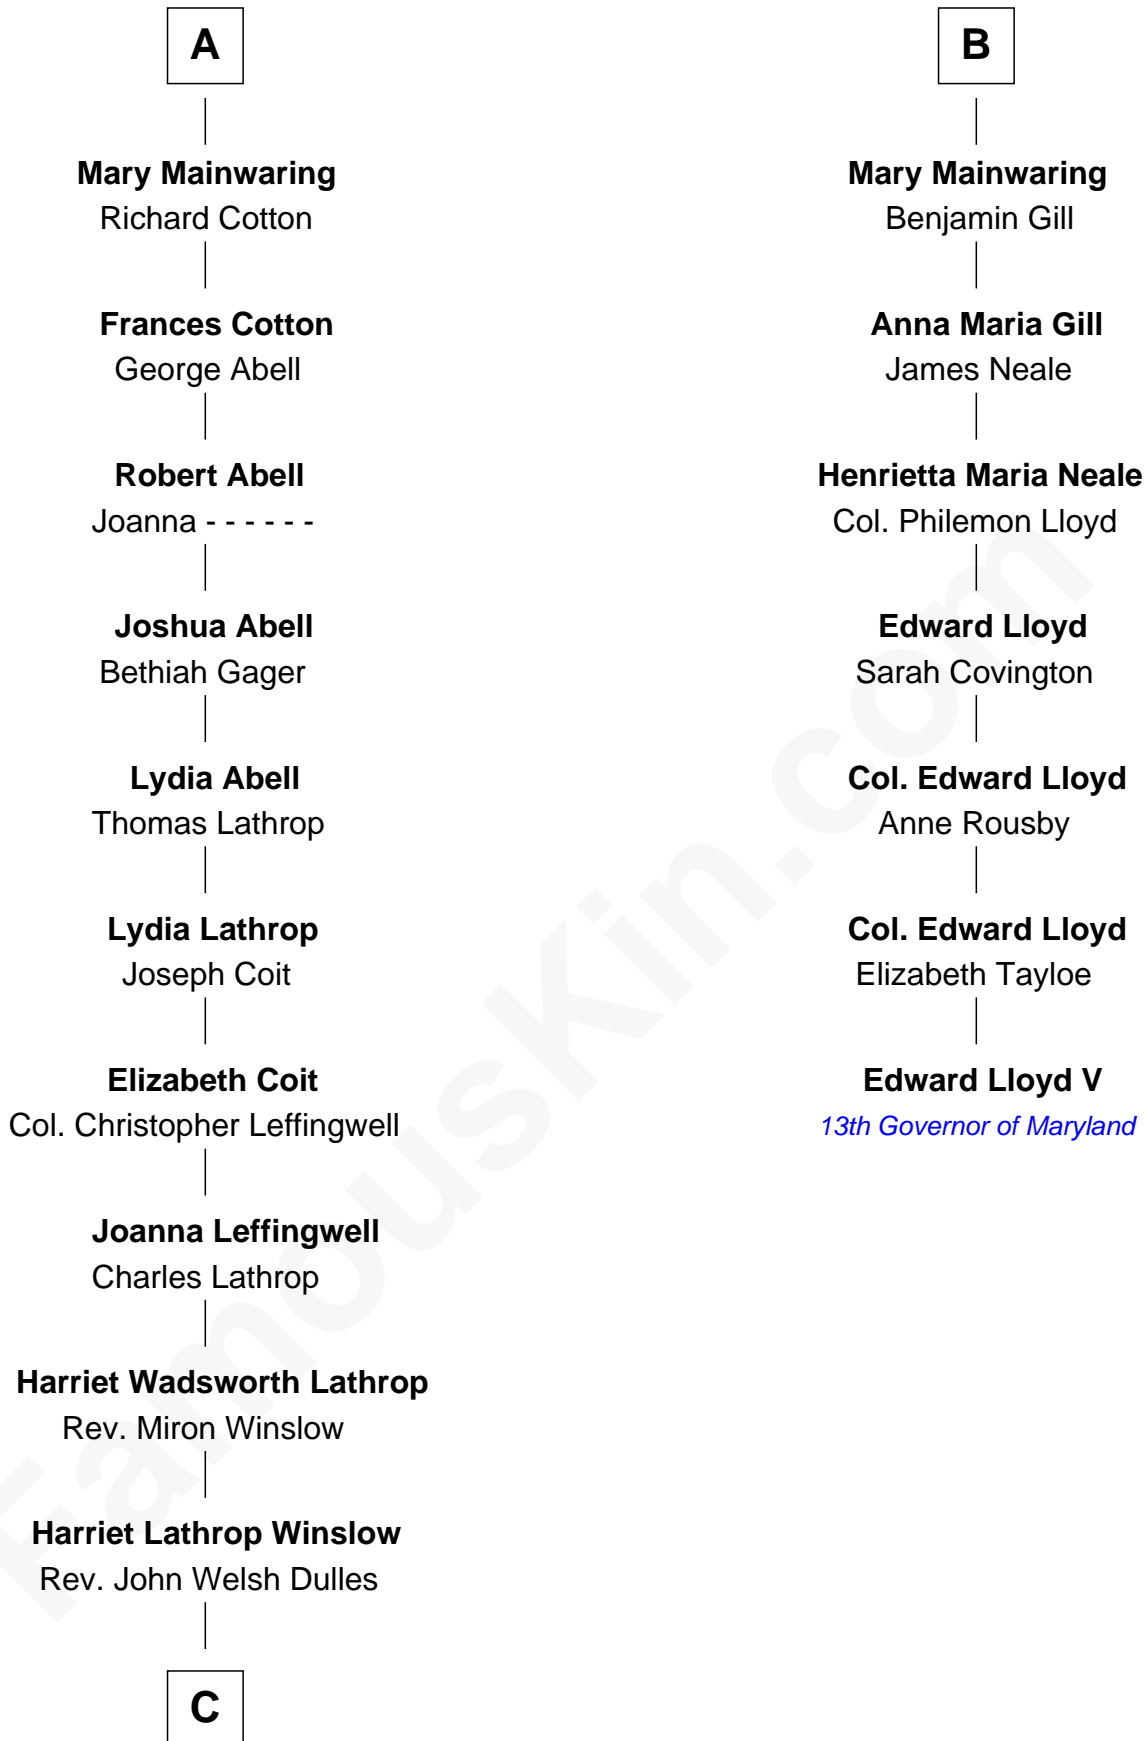 A
Mary Mainwaring
Richard Cotton
Frances Cotton
George Abell
Robert Abell
Joanna - - - - - -
Joshua Abell
Bethiah Gager
Lydia Abell
Thomas Lathrop
Lydia Lathrop
Joseph Coit
Elizabeth Coit
Col. Christopher Leffingwell
Joanna Leffingwell
Charles Lathrop
Harriet Wadsworth Lathrop
Rev. Miron Winslow
Harriet Lathrop Winslow
Rev. John Welsh Dulles
C
B
Mary Mainwaring
Benjamin Gill
Anna Maria Gill
James Neale
Henrietta Maria Neale
Col. Philemon Lloyd
Edward Lloyd
Sarah Covington
Col. Edward Lloyd
Anne Rousby
Col. Edward Lloyd
Elizabeth Tayloe
Edward Lloyd V
13th Governor of Maryland
FamousKin.com